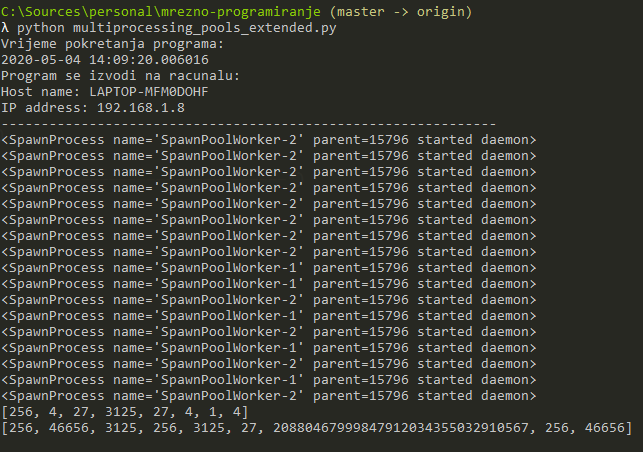 C:\Sources\personal\mrezno-programiranje (master -> origin)
λ python multiprocessing_pools_extended.py
Vrijeme pokretanja programa:
2020-05-04 14:09:20.006016
Program se izvodi na racunalu:
Host name: LAPTOP-MFM0DOHF
IP address: 192.168.1.8
--------------------------------------------------------------
<SpawnProcess name='SpawnPoolWorker-2' parent=15796 started daemon>
<SpawnProcess name='SpawnPoolWorker-2' parent=15796 started daemon>
<SpawnProcess name='SpawnPoolWorker-2' parent=15796 started daemon>
<SpawnProcess name='SpawnPoolWorker-2' parent=15796 started daemon>
<SpawnProcess name='SpawnPoolWorker-2' parent=15796 started daemon>
<SpawnProcess name='SpawnPoolWorker-2' parent=15796 started daemon>
<SpawnProcess name='SpawnPoolWorker-2' parent=15796 started daemon>
<SpawnProcess name='SpawnPoolWorker-2' parent=15796 started daemon>
<SpawnProcess name='SpawnPoolWorker-1' parent=15796 started daemon>
<SpawnProcess name='SpawnPoolWorker-1' parent=15796 started daemon>
<SpawnProcess name='SpawnPoolWorker-2' parent=15796 started daemon>
<SpawnProcess name='SpawnPoolWorker-1' parent=15796 started daemon>
<SpawnProcess name='SpawnPoolWorker-2' parent=15796 started daemon>
<SpawnProcess name='SpawnPoolWorker-1' parent=15796 started daemon>
<SpawnProcess name='SpawnPoolWorker-2' parent=15796 started daemon>
<SpawnProcess name='SpawnPoolWorker-1' parent=15796 started daemon>
<SpawnProcess name='SpawnPoolWorker-2' parent=15796 started daemon>
[256, 4, 27, 3125, 27, 4, 1, 4]
[256, 46656, 3125, 256, 3125, 27, 20880467999847912034355032910567, 256, 46656]